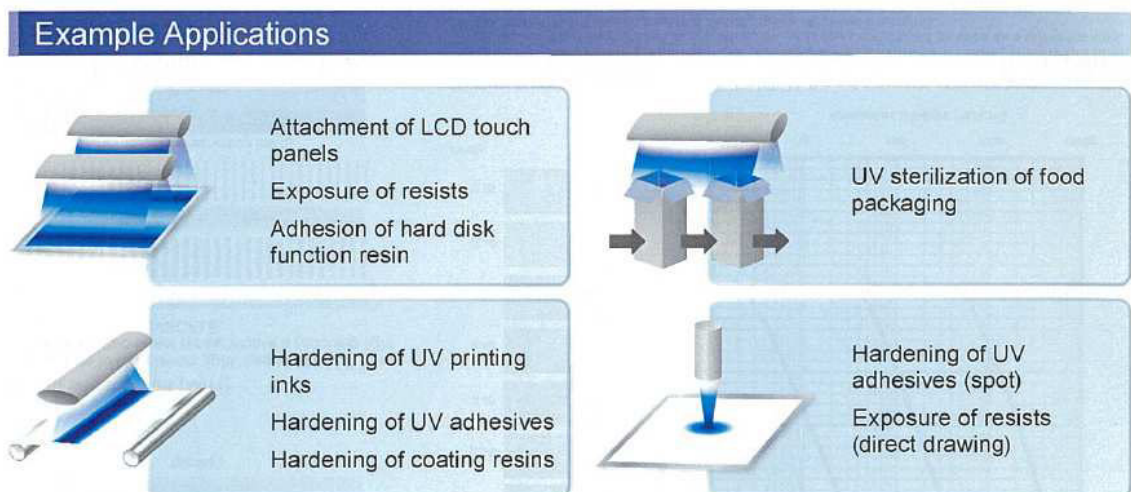 Example Applications
Attachment of LCD touch
panels
Exposure of resists
Adhesion of hard disk
function resin
UV sterilization of food
packaging
Hardening of UV printing
inks
Hardening of UV adhesives
Hardening of coating resins
Hardening of UV
adhesives (spot)
Exposure of resists
(direct drawing)